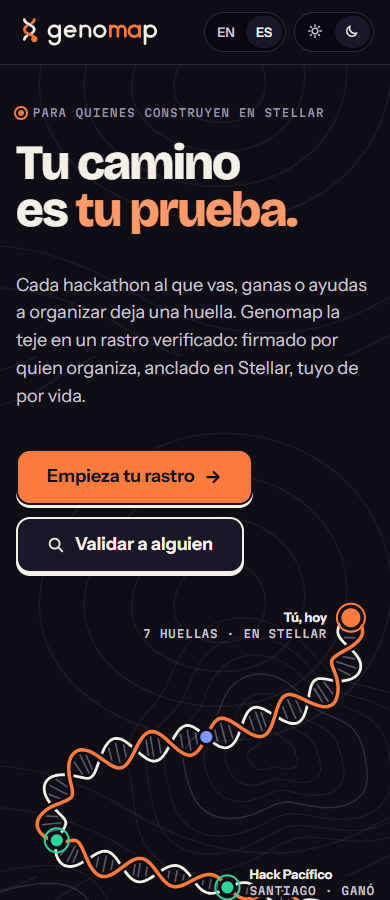 genomap
EN ES
PARA QUIENES CONSTRUYEN EN STELLAR
Tu camino
es tu prueba.
Cada hackathon al que vas, ganas o ayudas
a organizar deja una huella. Genomap la
teje en un rastro verificado: firmado por
quien organiza, anclado en Stellar, tuyo de
por vida.
Empieza tu rastro →
Validar a alguien
Tú, hoy
7 HUELLAS · EN STELLAR
Hack Pacífico
SANTIAGO · GANÓ